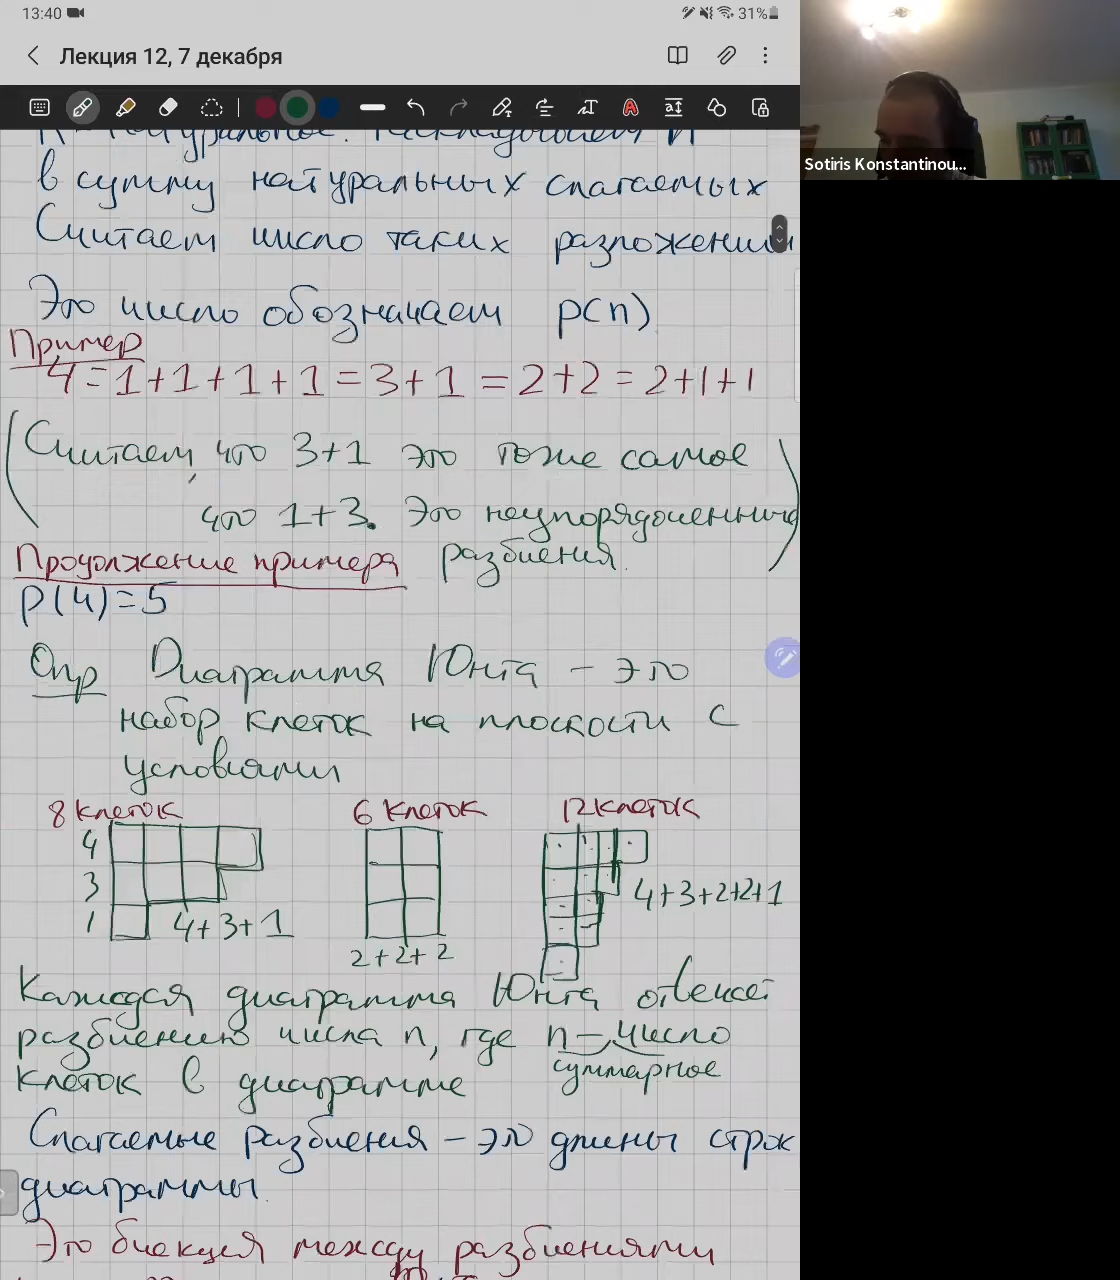 13:40
31%
Лекция 12, 7 декабря
Sotiris Konstantinou...
n - натуральное. Раскладываем n
в сумму натуральных слагаемых
Считаем число таких разложений
Это число обозначаем p(n)
Пример
4=1+1+1+1=3+1=2+2=2+1+1
(Считаем, что 3+1 это тоже самое
что 1+3. Это неупорядоченные
разбиения.)
Продолжение примера
p(4)=5
Опр Диаграмма Юнга - это
набор клеток на плоскости с
условиями
8 клеток 6 клеток 12 клеток
4
3
1
4+3+1
2+2+2
4+3+2+2+1
Каждая диаграмма Юнга отвечает
разбиению числа n, где n - число
суммарное
клеток в диаграмме
Слагаемые разбиения - это длины строк
диаграммы.
Это биекция между разбиениями